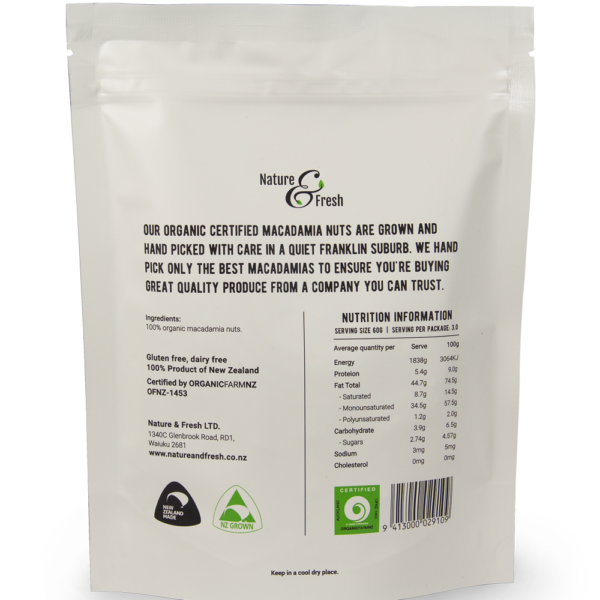 Nature & Fresh
OUR ORGANIC CERTIFIED MACADAMIA NUTS ARE GROWN AND
HAND PICKED WITH CARE IN A QUIET FRANKLIN SUBURB. WE HAND
PICK ONLY THE BEST MACADAMIAS TO ENSURE YOU'RE BUYING
GREAT QUALITY PRODUCE FROM A COMPANY YOU CAN TRUST.
Ingredients:
100% organic macadamia nuts.
Gluten free, dairy free
100% Product of New Zealand
Certified by ORGANICFARMNZ
OFNZ-1453
Nature & Fresh LTD.
1340C Glenbrook Road, RD1,
Waiuku 2681
www.natureandfresh.co.nz
NEW
ZEALAND
MADE
NZ GROWN
NUTRITION INFORMATION
SERVING SIZE 60G | SERVING PER PACKAGE: 3.0
Average quantity per Serve 100g
Energy 1838g 3064KJ
Proteion 5.4g 9.0g
Fat Total 44.7g 74.5g
- Saturated 8.7g 14.5g
- Monounsaturated 34.5g 57.5g
- Polyunsaturated 1.2g 2.0g
Carbohydrate 3.9g 6.5g
- Sugars 2.74g 4.57g
Sodium 3mg 5mg
Cholesterol 0mg 0mg
CERTIFIED
9 413000 029109
Keep in a cool dry place.